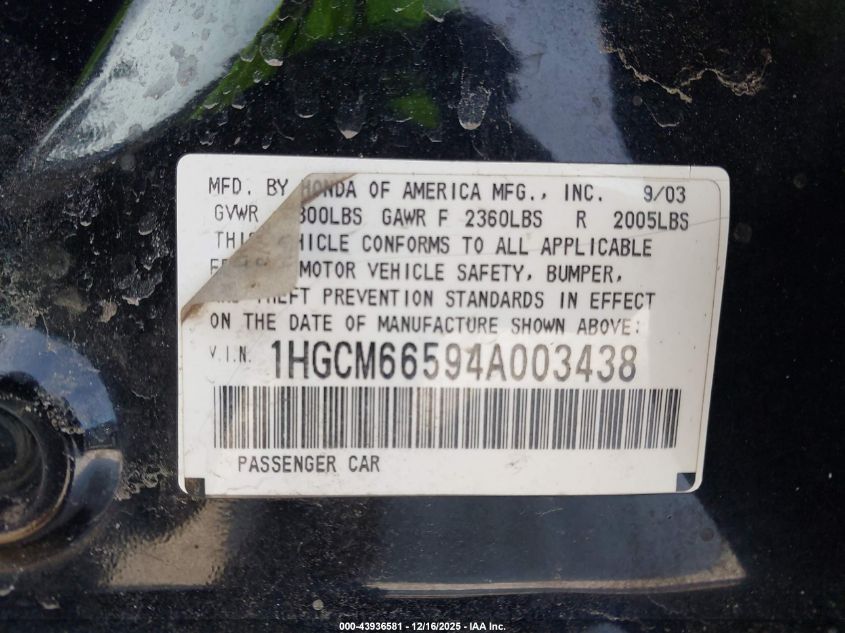 MFD. BY HONDA OF AMERICA MFG., INC. 9/03
GVWR 300LBS GAWR F 2360LBS R 2005LBS
THIS VEHICLE CONFORMS TO ALL APPLICABLE
MOTOR VEHICLE SAFETY, BUMPER,
THEFT PREVENTION STANDARDS IN EFFECT
ON THE DATE OF MANUFACTURE SHOWN ABOVE:
V.I.N. 1HGCM66594A003438
PASSENGER CAR
000-43936581 - 12/16/2025 - IAA Inc.